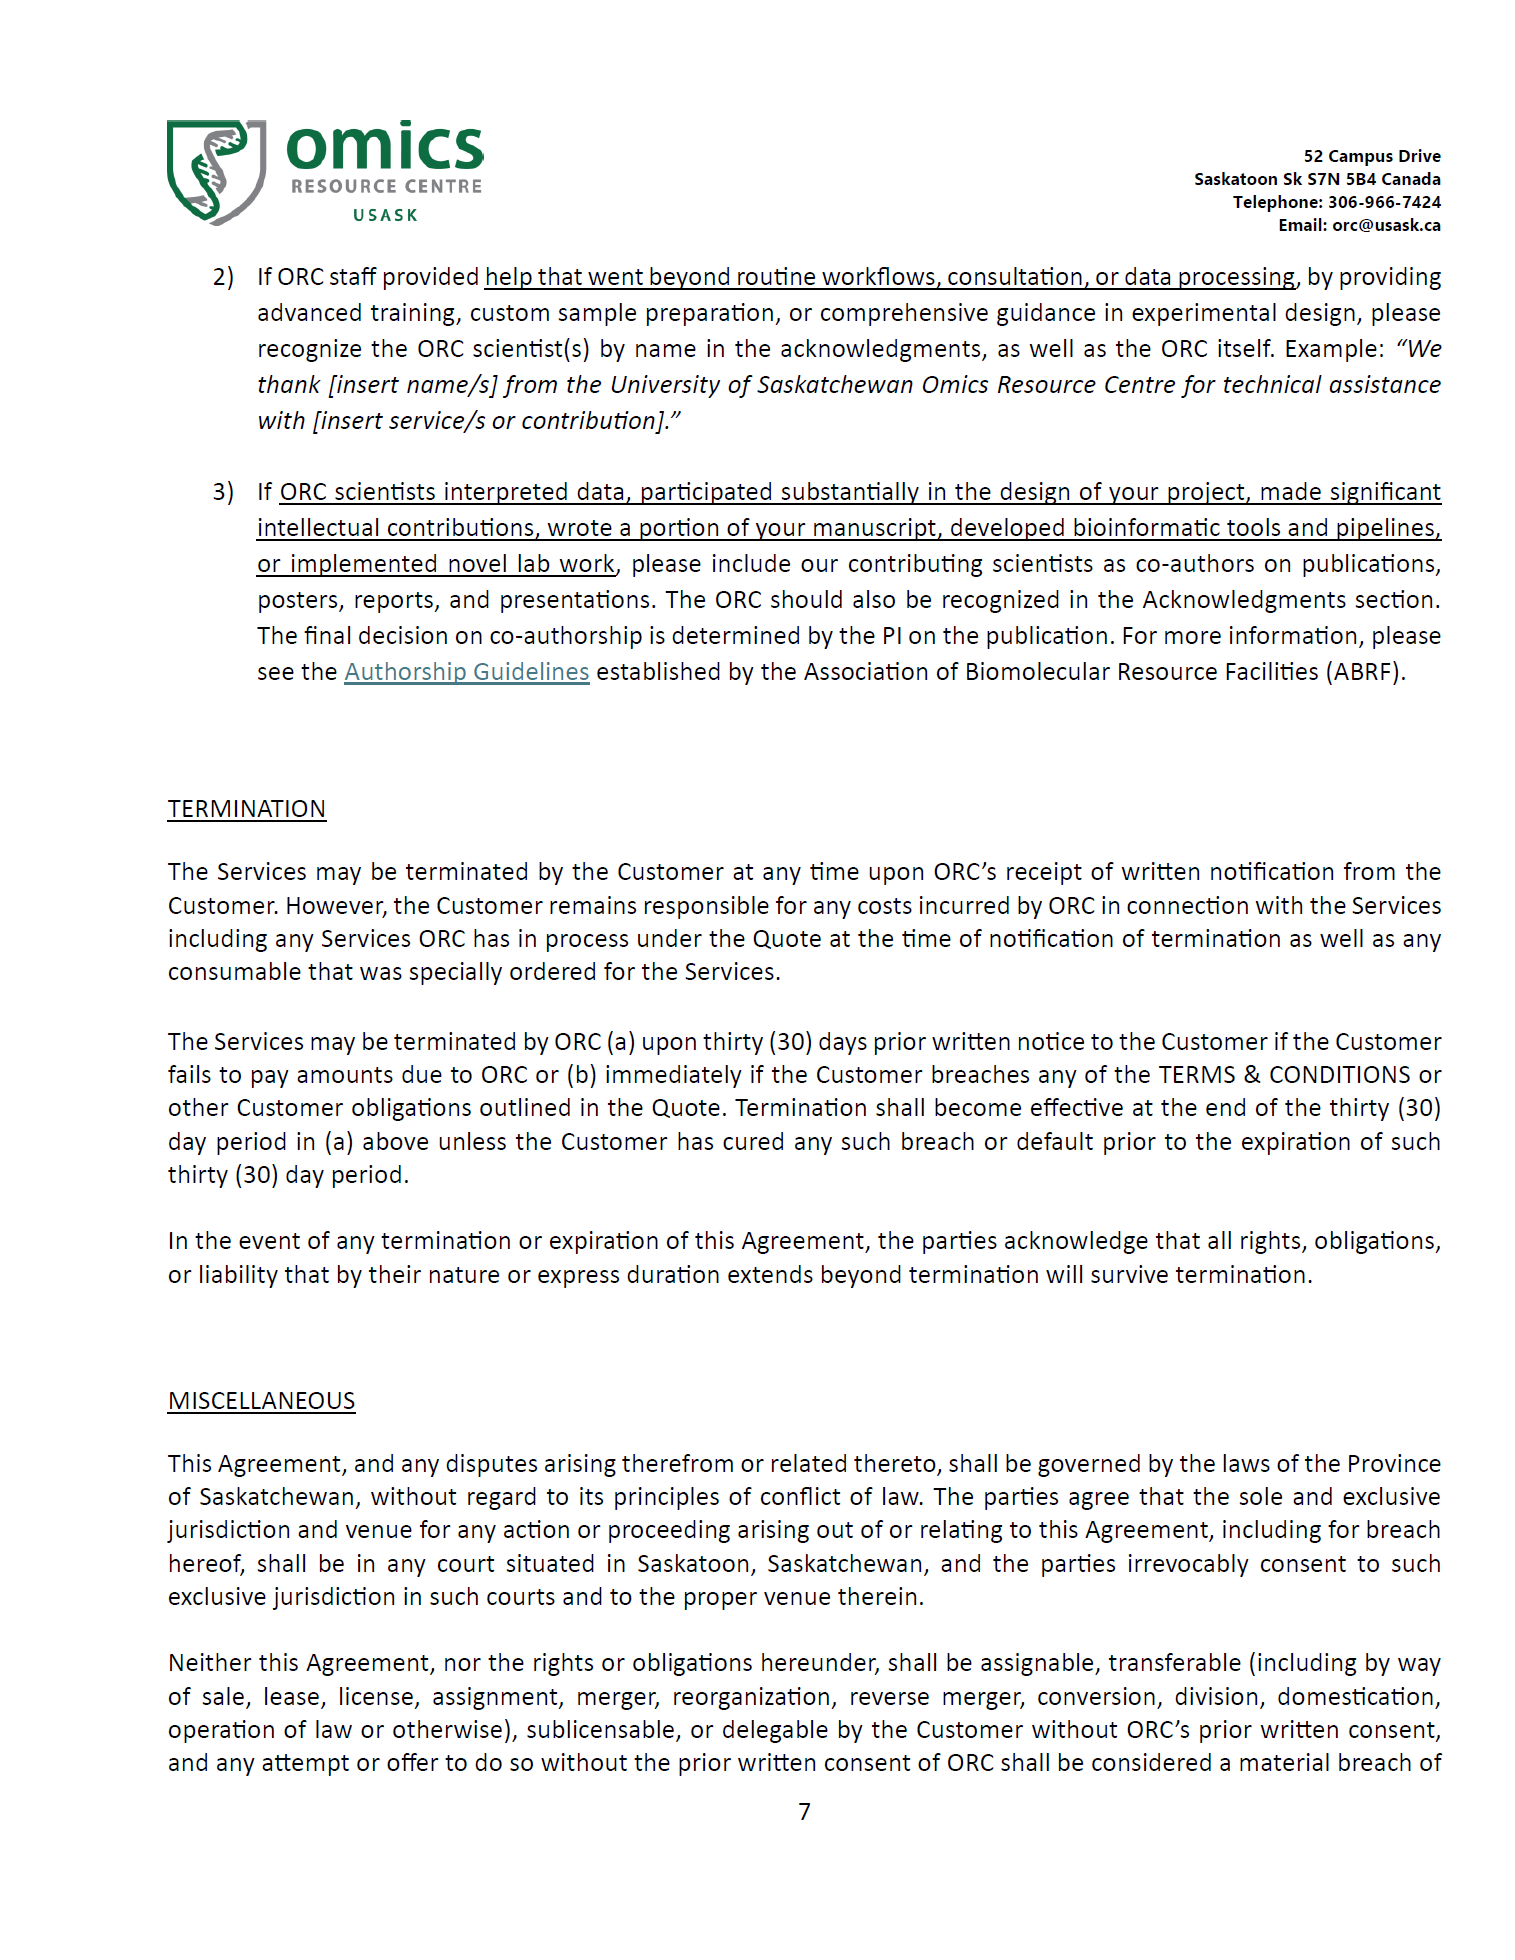 omics
RESOURCE CENTRE
USASK
52 Campus Drive
Saskatoon Sk S7N 5B4 Canada
Telephone: 306-966-7424
Email: orc@usask.ca
2) If ORC staff provided help that went beyond routine workflows, consultation, or data processing, by providing
advanced training, custom sample preparation, or comprehensive guidance in experimental design, please
recognize the ORC scientist(s) by name in the acknowledgments, as well as the ORC itself. Example: “We
thank [insert name/s] from the University of Saskatchewan Omics Resource Centre for technical assistance
with [insert service/s or contribution].”
3) If ORC scientists interpreted data, participated substantially in the design of your project, made significant
intellectual contributions, wrote a portion of your manuscript, developed bioinformatic tools and pipelines,
or implemented novel lab work, please include our contributing scientists as co-authors on publications,
posters, reports, and presentations. The ORC should also be recognized in the Acknowledgments section.
The final decision on co-authorship is determined by the PI on the publication. For more information, please
see the Authorship Guidelines established by the Association of Biomolecular Resource Facilities (ABRF).
TERMINATION
The Services may be terminated by the Customer at any time upon ORC’s receipt of written notification from the
Customer. However, the Customer remains responsible for any costs incurred by ORC in connection with the Services
including any Services ORC has in process under the Quote at the time of notification of termination as well as any
consumable that was specially ordered for the Services.
The Services may be terminated by ORC (a) upon thirty (30) days prior written notice to the Customer if the Customer
fails to pay amounts due to ORC or (b) immediately if the Customer breaches any of the TERMS & CONDITIONS or
other Customer obligations outlined in the Quote. Termination shall become effective at the end of the thirty (30)
day period in (a) above unless the Customer has cured any such breach or default prior to the expiration of such
thirty (30) day period.
In the event of any termination or expiration of this Agreement, the parties acknowledge that all rights, obligations,
or liability that by their nature or express duration extends beyond termination will survive termination.
MISCELLANEOUS
This Agreement, and any disputes arising therefrom or related thereto, shall be governed by the laws of the Province
of Saskatchewan, without regard to its principles of conflict of law. The parties agree that the sole and exclusive
jurisdiction and venue for any action or proceeding arising out of or relating to this Agreement, including for breach
hereof, shall be in any court situated in Saskatoon, Saskatchewan, and the parties irrevocably consent to such
exclusive jurisdiction in such courts and to the proper venue therein.
Neither this Agreement, nor the rights or obligations hereunder, shall be assignable, transferable (including by way
of sale, lease, license, assignment, merger, reorganization, reverse merger, conversion, division, domestication,
operation of law or otherwise), sublicensable, or delegable by the Customer without ORC’s prior written consent,
and any attempt or offer to do so without the prior written consent of ORC shall be considered a material breach of
7